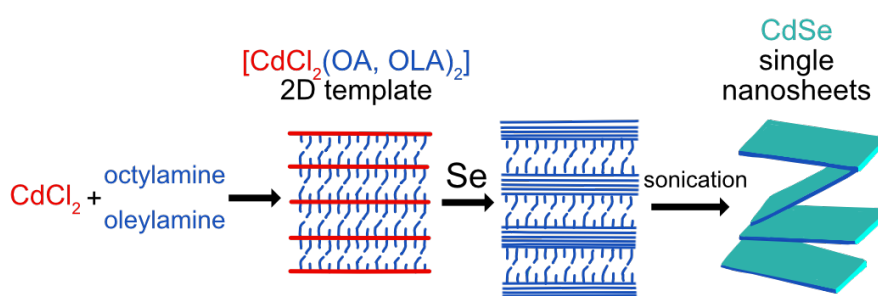 [CdCl₂(OA, OLA)₂]
2D template
CdSe
single
nanosheets
CdCl₂ +
octylamine
oleylamine
Se
sonication